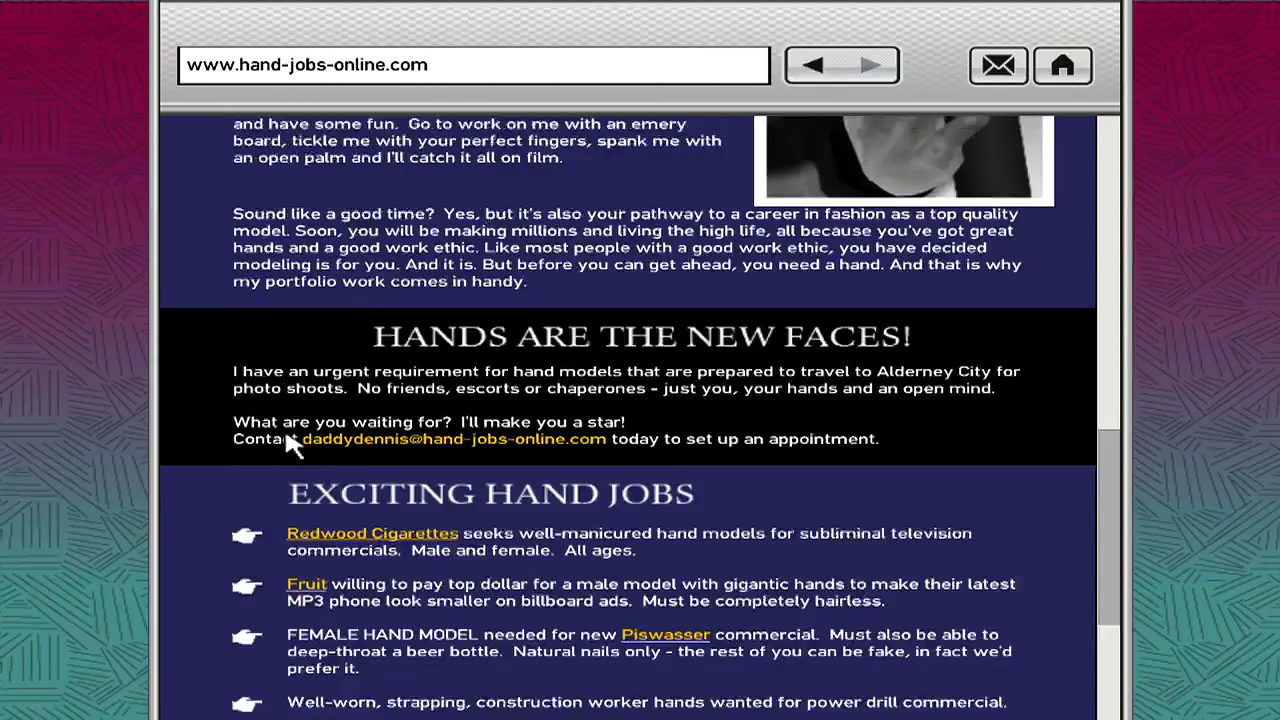 www.hand-jobs-online.com
and have some fun. Go to work on me with an emery
board, tickle me with your perfect fingers, spank me with
an open palm and I'll catch it all on film.
Sound like a good time? Yes, but it's also your pathway to a career in fashion as a top quality
model. Soon, you will be making millions and living the high life, all because you've got great
hands and a good work ethic. Like most people with a good work ethic, you have decided
modeling is for you. And it is. But before you can get ahead, you need a hand. And that is why
my portfolio work comes in handy.
HANDS ARE THE NEW FACES!
I have an urgent requirement for hand models that are prepared to travel to Alderney City for
photo shoots. No friends, escorts or chaperones - just you, your hands and an open mind.
What are you waiting for? I'll make you a star!
Contact daddydennis@hand-jobs-online.com today to set up an appointment.
EXCITING HAND JOBS
Redwood Cigarettes seeks well-manicured hand models for subliminal television
commercials. Male and female. All ages.
Fruit willing to pay top dollar for a male model with gigantic hands to make their latest
MP3 phone look smaller on billboard ads. Must be completely hairless.
FEMALE HAND MODEL needed for new Piswasser commercial. Must also be able to
deep-throat a beer bottle. Natural nails only - the rest of you can be fake, in fact we'd
prefer it.
Well-worn, strapping, construction worker hands wanted for power drill commercial.